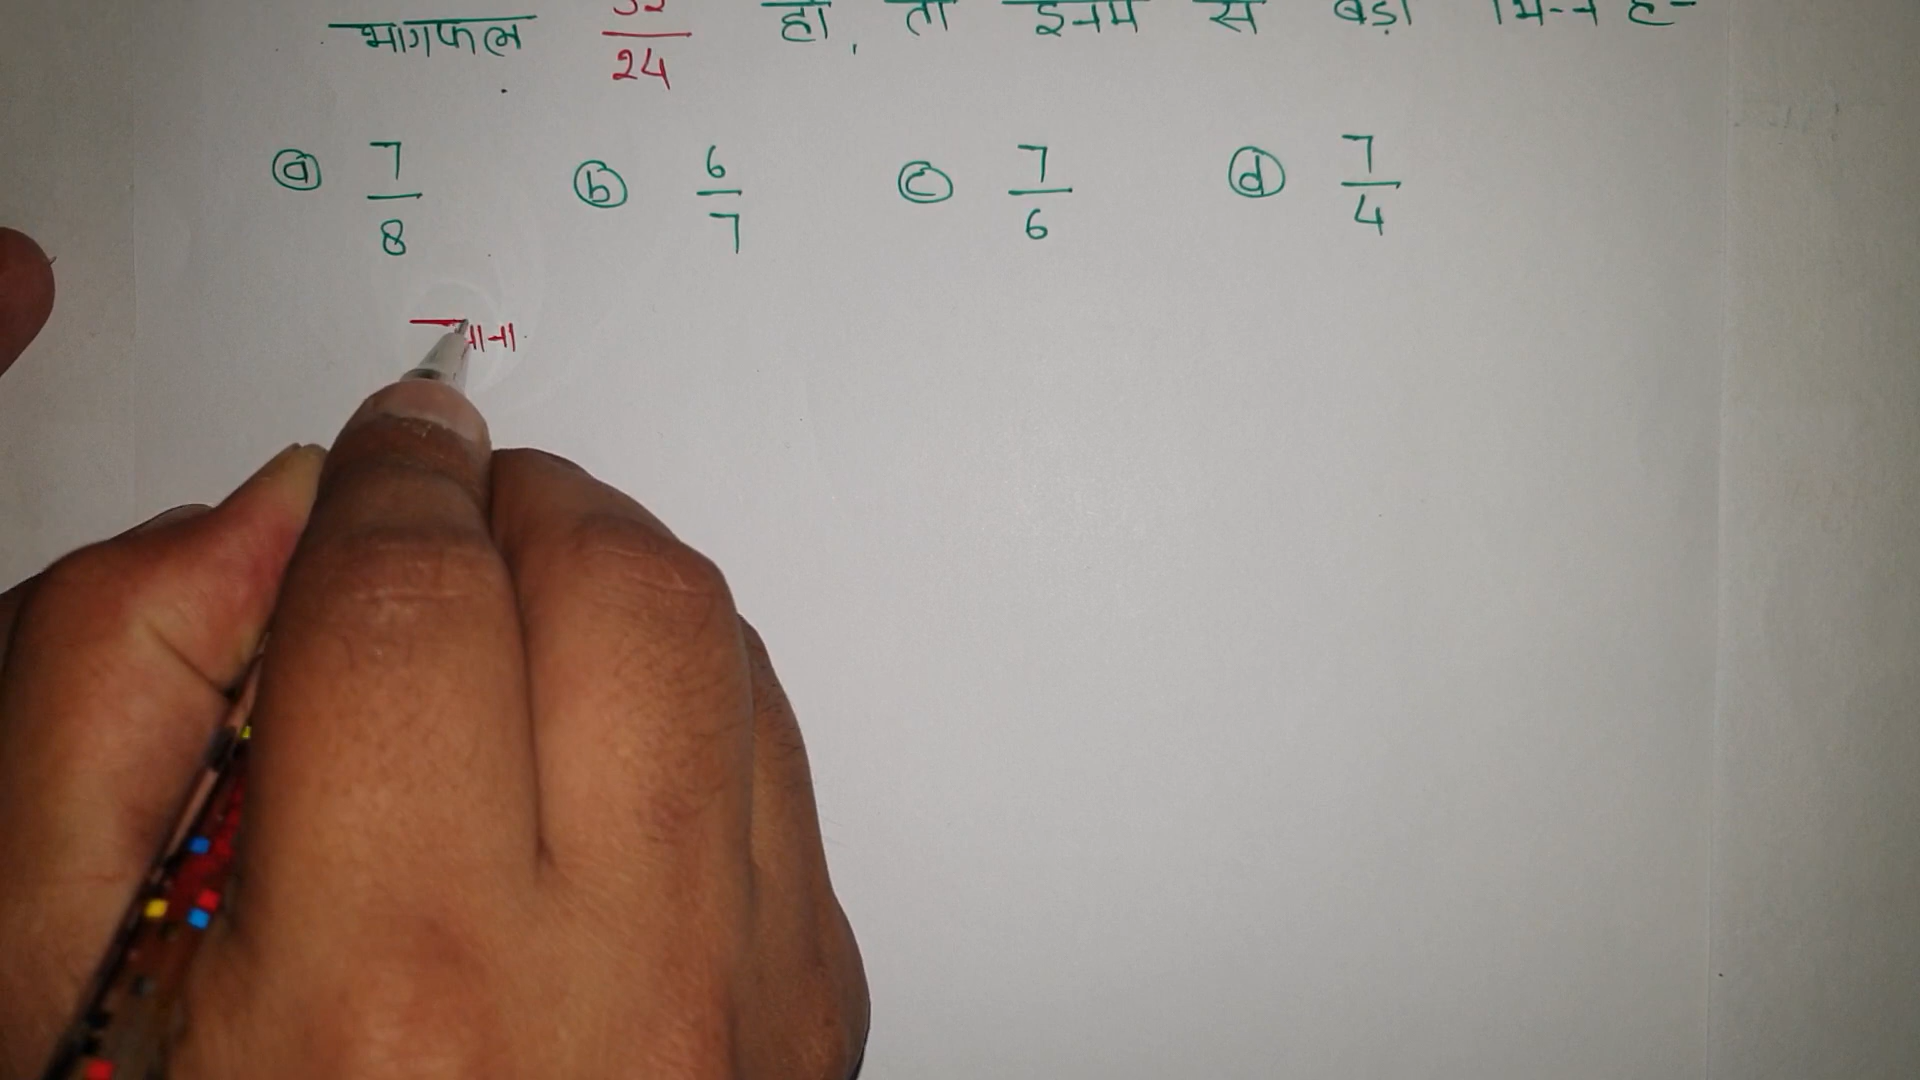 भागफल 24 हो, तो इनमें से बड़ा भिन्न है-
(a) 7/8 (b) 6/7 (c) 7/6 (d) 7/4
माना